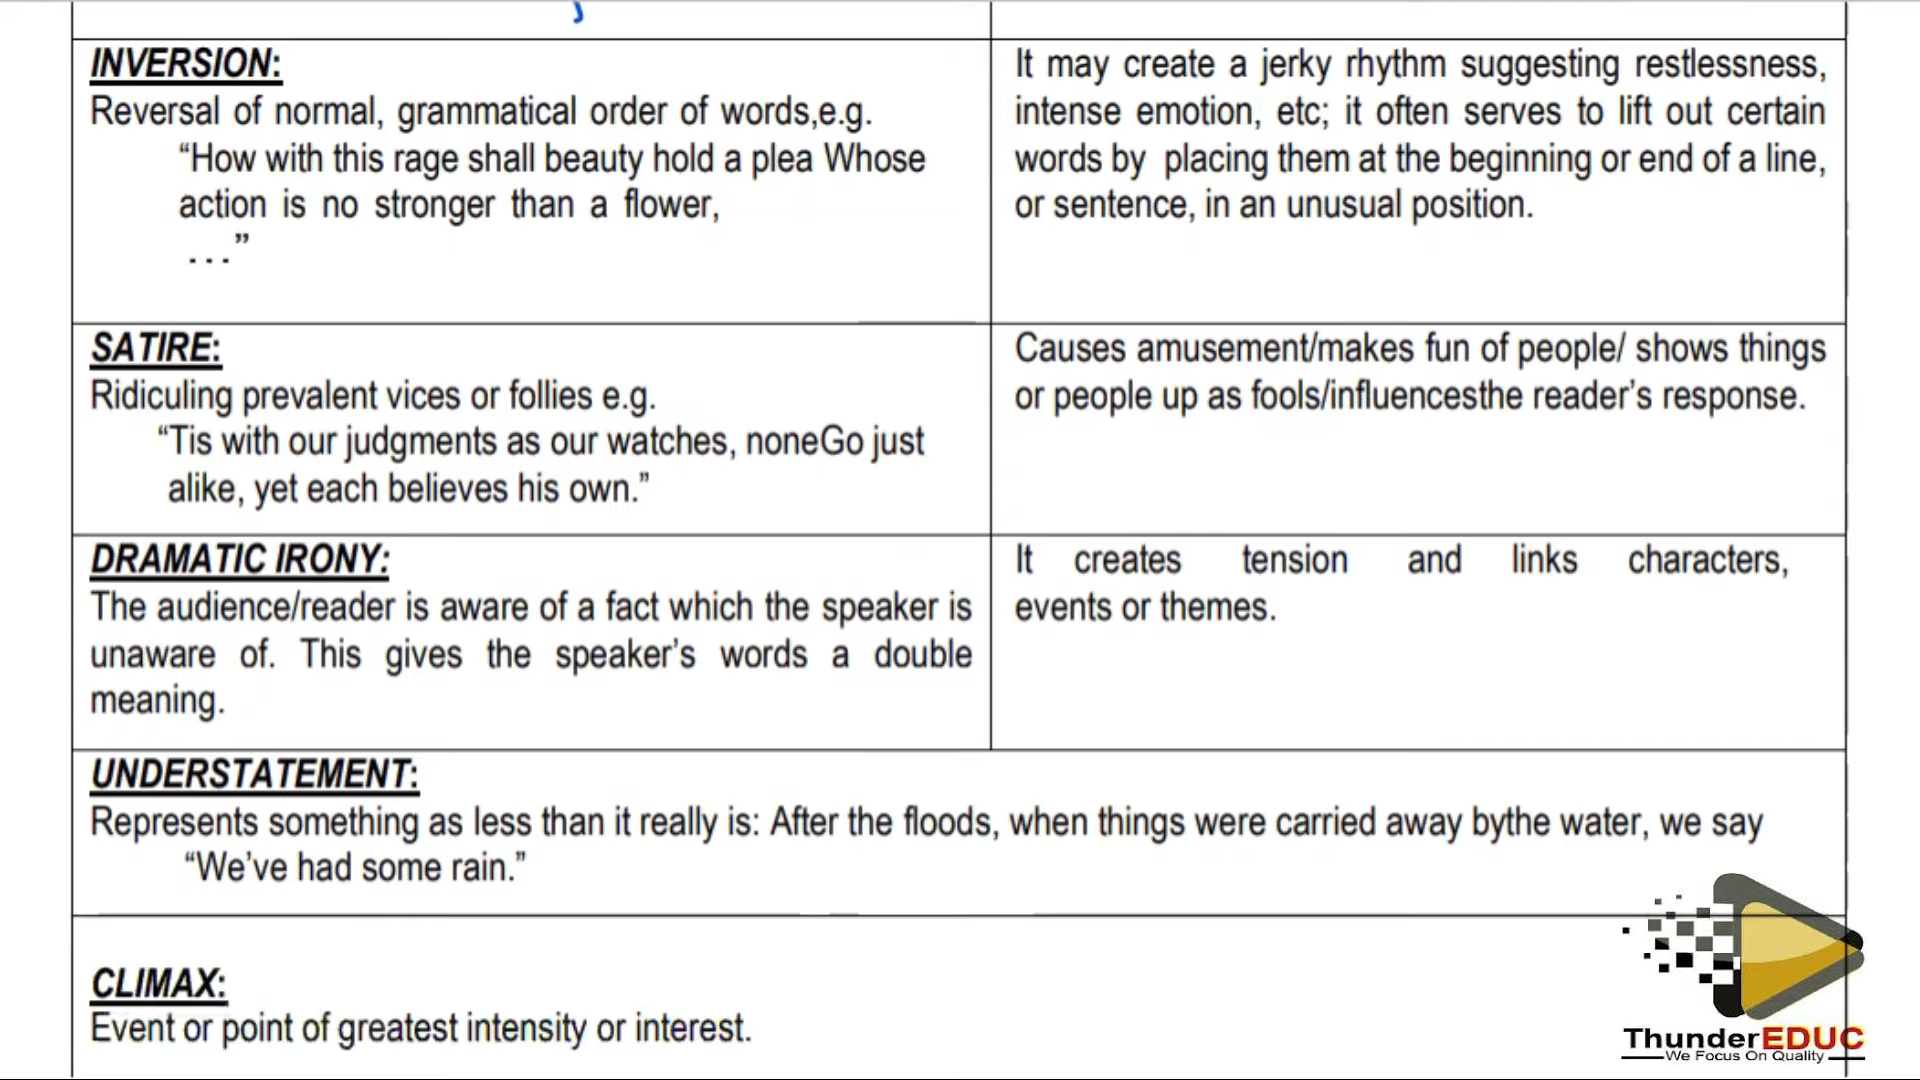 INVERSION:
Reversal of normal, grammatical order of words,e.g.
“How with this rage shall beauty hold a plea Whose
action is no stronger than a flower,
...”
It may create a jerky rhythm suggesting restlessness,
intense emotion, etc; it often serves to lift out certain
words by placing them at the beginning or end of a line,
or sentence, in an unusual position.
SATIRE:
Ridiculing prevalent vices or follies e.g.
“Tis with our judgments as our watches, noneGo just
alike, yet each believes his own.”
Causes amusement/makes fun of people/ shows things
or people up as fools/influencesthe reader’s response.
DRAMATIC IRONY:
The audience/reader is aware of a fact which the speaker is
unaware of. This gives the speaker’s words a double
meaning.
It creates tension and links characters,
events or themes.
UNDERSTATEMENT:
Represents something as less than it really is: After the floods, when things were carried away bythe water, we say
“We’ve had some rain.”
CLIMAX:
Event or point of greatest intensity or interest.
ThunderEDUC
We Focus On Quality